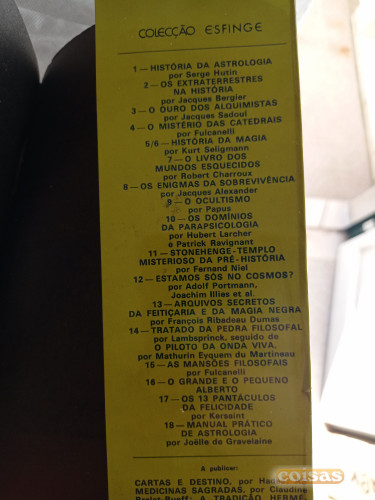 COLECÇÃO ESFINGE
1 — HISTÓRIA DA ASTROLOGIA
por Serge Hutin
2 — OS EXTRATERRESTRES
NA HISTÓRIA
por Jacques Bergier
3 — O OURO DOS ALQUIMISTAS
por Jacques Sadoul
4 — O MISTÉRIO DAS CATEDRAIS
por Fulcanelli
5/6 — HISTÓRIA DA MAGIA
por Kurt Seligmann
7 — O LIVRO DOS
MUNDOS ESQUECIDOS
por Robert Charroux
8 — OS ENIGMAS DA SOBREVIVÊNCIA
por Jacques Alexander
9 — O OCULTISMO
por Papus
10 — OS DOMÍNIOS
DA PARAPSICOLOGIA
por Hubert Larcher
e Patrick Ravignant
11 — STONEHENGE - TEMPLO
MISTERIOSO DA PRÉ-HISTÓRIA
por Fernand Niel
12 — ESTAMOS SÓS NO COSMOS?
por Adolf Portmann,
Joachim Illies et al.
13 — ARQUIVOS SECRETOS
DA FEITIÇARIA E DA MAGIA NEGRA
por François Ribadeau Dumas
14 — TRATADO DA PEDRA FILOSOFAL
por Lambsprinck, seguido de
O PILOTO DA ONDA VIVA,
por Mathurin Eyquem du Martineau
15 — AS MANSÕES FILOSOFAIS
por Fulcanelli
16 — O GRANDE E O PEQUENO
ALBERTO
17 — OS 13 PANTÁCULOS
DA FELICIDADE
por Kersaint
18 — MANUAL PRÁTICO
DE ASTROLOGIA
por Joëlle de Gravelaine
A publicar:
CARTAS E DESTINO, por
MEDICINAS SAGRADAS, por Claudine
A TRADIÇÃO
coisas